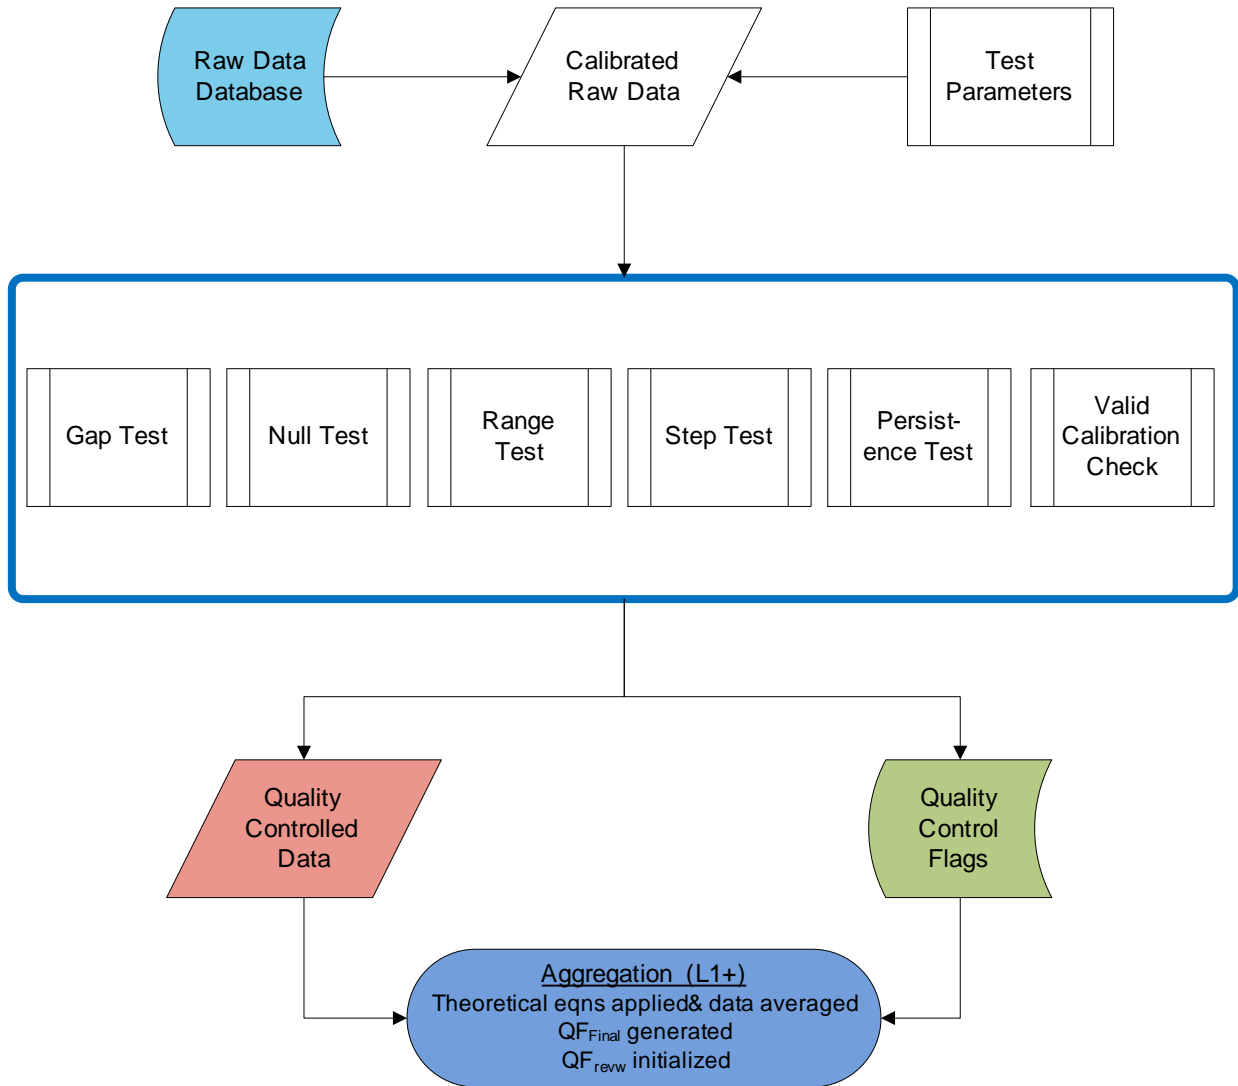 Raw Data
Database
Calibrated
Raw Data
Test
Parameters
Gap Test
Null Test
Range
Test
Step Test
Persist-
ence Test
Valid
Calibration
Check
Quality
Controlled
Data
Quality
Control
Flags
Aggregation (L1+)
Theoretical eqns applied& data averaged
QFFinal generated
QFrevw initialized